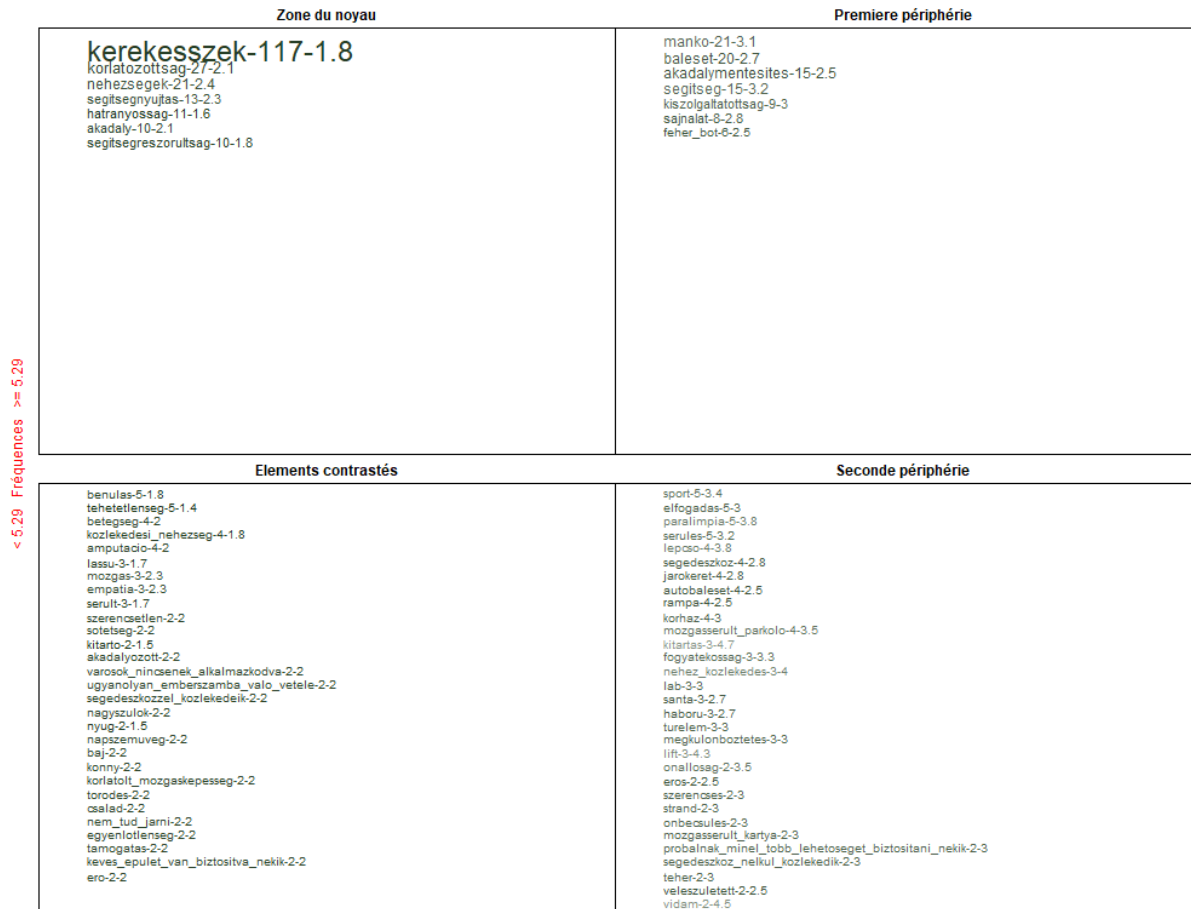 Zone du noyau
Premiere périphérie
kerekesszek-117-1.8
korlatozottsag-27-2.1
nehezsegek-21-2.4
segitsegnyujtas-13-2.3
hatranyossag-11-1.6
akadaly-10-2.1
segitsegreszorultsag-10-1.8
manko-21-3.1
baleset-20-2.7
akadalymentesites-15-2.5
segitseg-15-3.2
kiszolgaltatottsag-9-3
sajnalat-8-2.8
feher_bot-6-2.5
< 5.29 Fréquences >= 5.29
Elements contrastés
Seconde périphérie
benulas-5-1.8
tehetetlenseg-5-1.4
betegseg-4-2
kozlekedesi_nehezseg-4-1.8
amputacio-4-2
lassu-3-1.7
mozgas-3-2.3
empatia-3-2.3
serult-3-1.7
szerencsetlen-2-2
sotetseg-2-2
kitarto-2-1.5
akadalyozott-2-2
varosok_nincsenek_alkalmazkodva-2-2
ugyanolyan_emberszamba_valo_vetele-2-2
segedeszkozzel_kozlekedeik-2-2
nagyszulok-2-2
nyug-2-1.5
napszemuveg-2-2
baj-2-2
konny-2-2
korlatolt_mozgaskepesseg-2-2
torodes-2-2
csalad-2-2
nem_tud_jarni-2-2
egyenlotlenseg-2-2
tamogatas-2-2
keves_epulet_van_biztositva_nekik-2-2
ero-2-2
sport-5-3.4
elfogadas-5-3
paralimpia-5-3.8
serules-5-3.2
lepcso-4-3.8
segedeszkoz-4-2.8
jarokeret-4-2.8
autobaleset-4-2.5
rampa-4-2.5
korhaz-4-3
mozgasserult_parkolo-4-3.5
kitartas-3-4.7
fogyatekossag-3-3.3
nehez_kozlekedes-3-4
lab-3-3
santa-3-2.7
haboru-3-2.7
turelem-3-3
megkulonboztetes-3-3
lift-3-4.3
onallosag-2-3.5
eros-2-2.5
szerencses-2-3
strand-2-3
onbecsules-2-3
mozgasserult_kartya-2-3
probalnak_minel_tobb_lehetoseget_biztositani_nekik-2-3
segedeszkoz_nelkul_kozlekedik-2-3
teher-2-3
veleszuletett-2-2.5
vidam-2-4.5